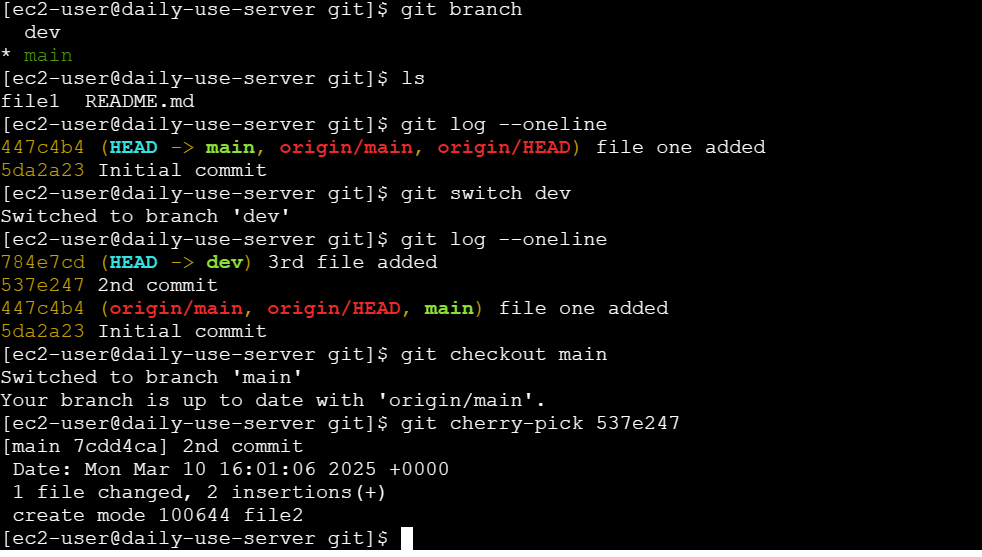 [ec2-user@daily-use-server git]$ git branch
  dev
* main
[ec2-user@daily-use-server git]$ ls
file1  README.md
[ec2-user@daily-use-server git]$ git log --oneline
447c4b4 (HEAD -> main, origin/main, origin/HEAD) file one added
5da2a23 Initial commit
[ec2-user@daily-use-server git]$ git switch dev
Switched to branch 'dev'
[ec2-user@daily-use-server git]$ git log --oneline
784e7cd (HEAD -> dev) 3rd file added
537e247 2nd commit
447c4b4 (origin/main, origin/HEAD, main) file one added
5da2a23 Initial commit
[ec2-user@daily-use-server git]$ git checkout main
Switched to branch 'main'
Your branch is up to date with 'origin/main'.
[ec2-user@daily-use-server git]$ git cherry-pick 537e247
[main 7cdd4ca] 2nd commit
 Date: Mon Mar 10 16:01:06 2025 +0000
 1 file changed, 2 insertions(+)
 create mode 100644 file2
[ec2-user@daily-use-server git]$